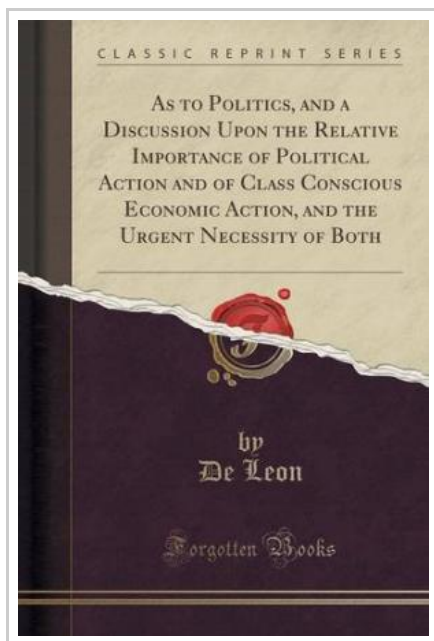 CLASSIC REPRINT SERIES
AS TO POLITICS, AND A
DISCUSSION UPON THE RELATIVE
IMPORTANCE OF POLITICAL
ACTION AND OF CLASS CONSCIOUS
ECONOMIC ACTION, AND THE
URGENT NECESSITY OF BOTH
by
De Leon
Forgotten Books